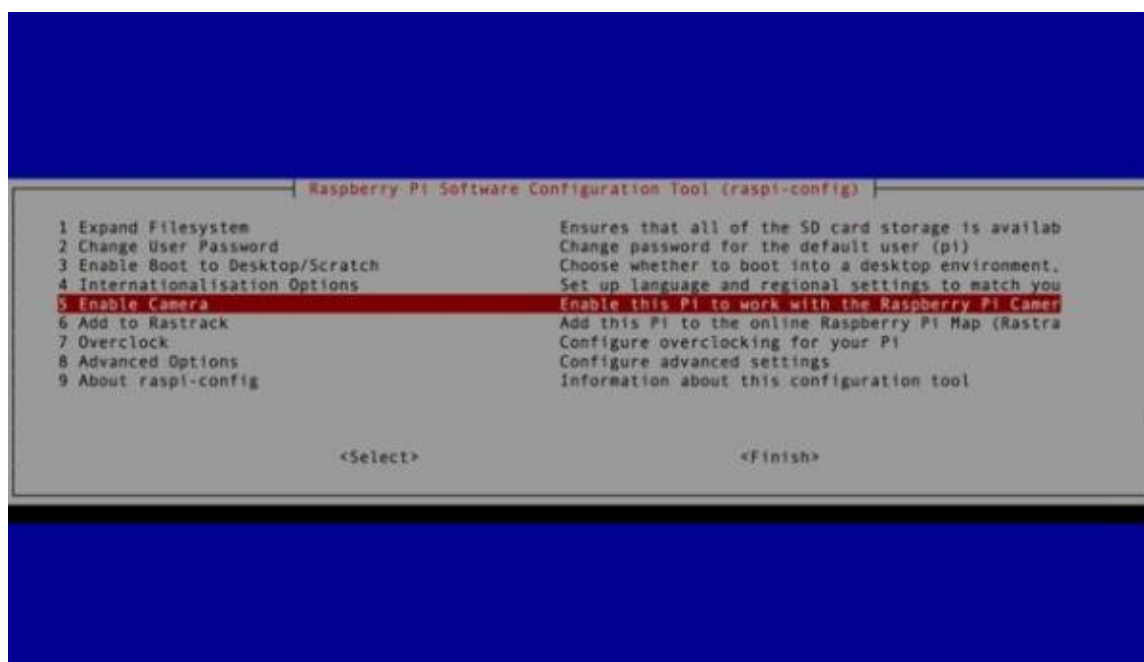 Raspberry Pi Software Configuration Tool (raspi-config)
1 Expand Filesystem Ensures that all of the SD card storage is availab
2 Change User Password Change password for the default user (pi)
3 Enable Boot to Desktop/Scratch Choose whether to boot into a desktop environment,
4 Internationalisation Options Set up language and regional settings to match you
5 Enable Camera Enable this Pi to work with the Raspberry Pi Camer
6 Add to Rastrack Add this Pi to the online Raspberry Pi Map (Rastra
7 Overclock Configure overclocking for your Pi
8 Advanced Options Configure advanced settings
9 About raspi-config Information about this configuration tool
<Select> <Finish>